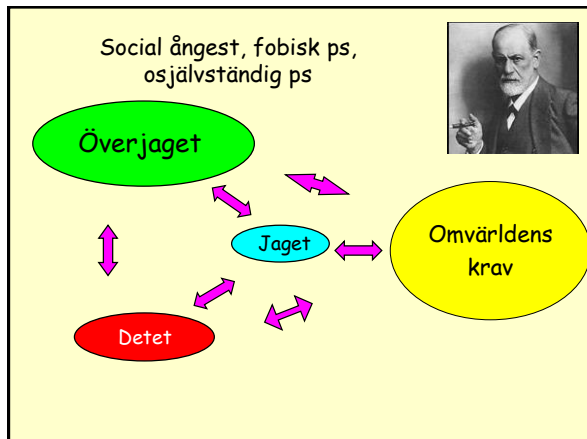 Social ångest, fobisk ps,
osjälvständig ps
Överjaget
Jaget
Omvärldens
krav
Detet